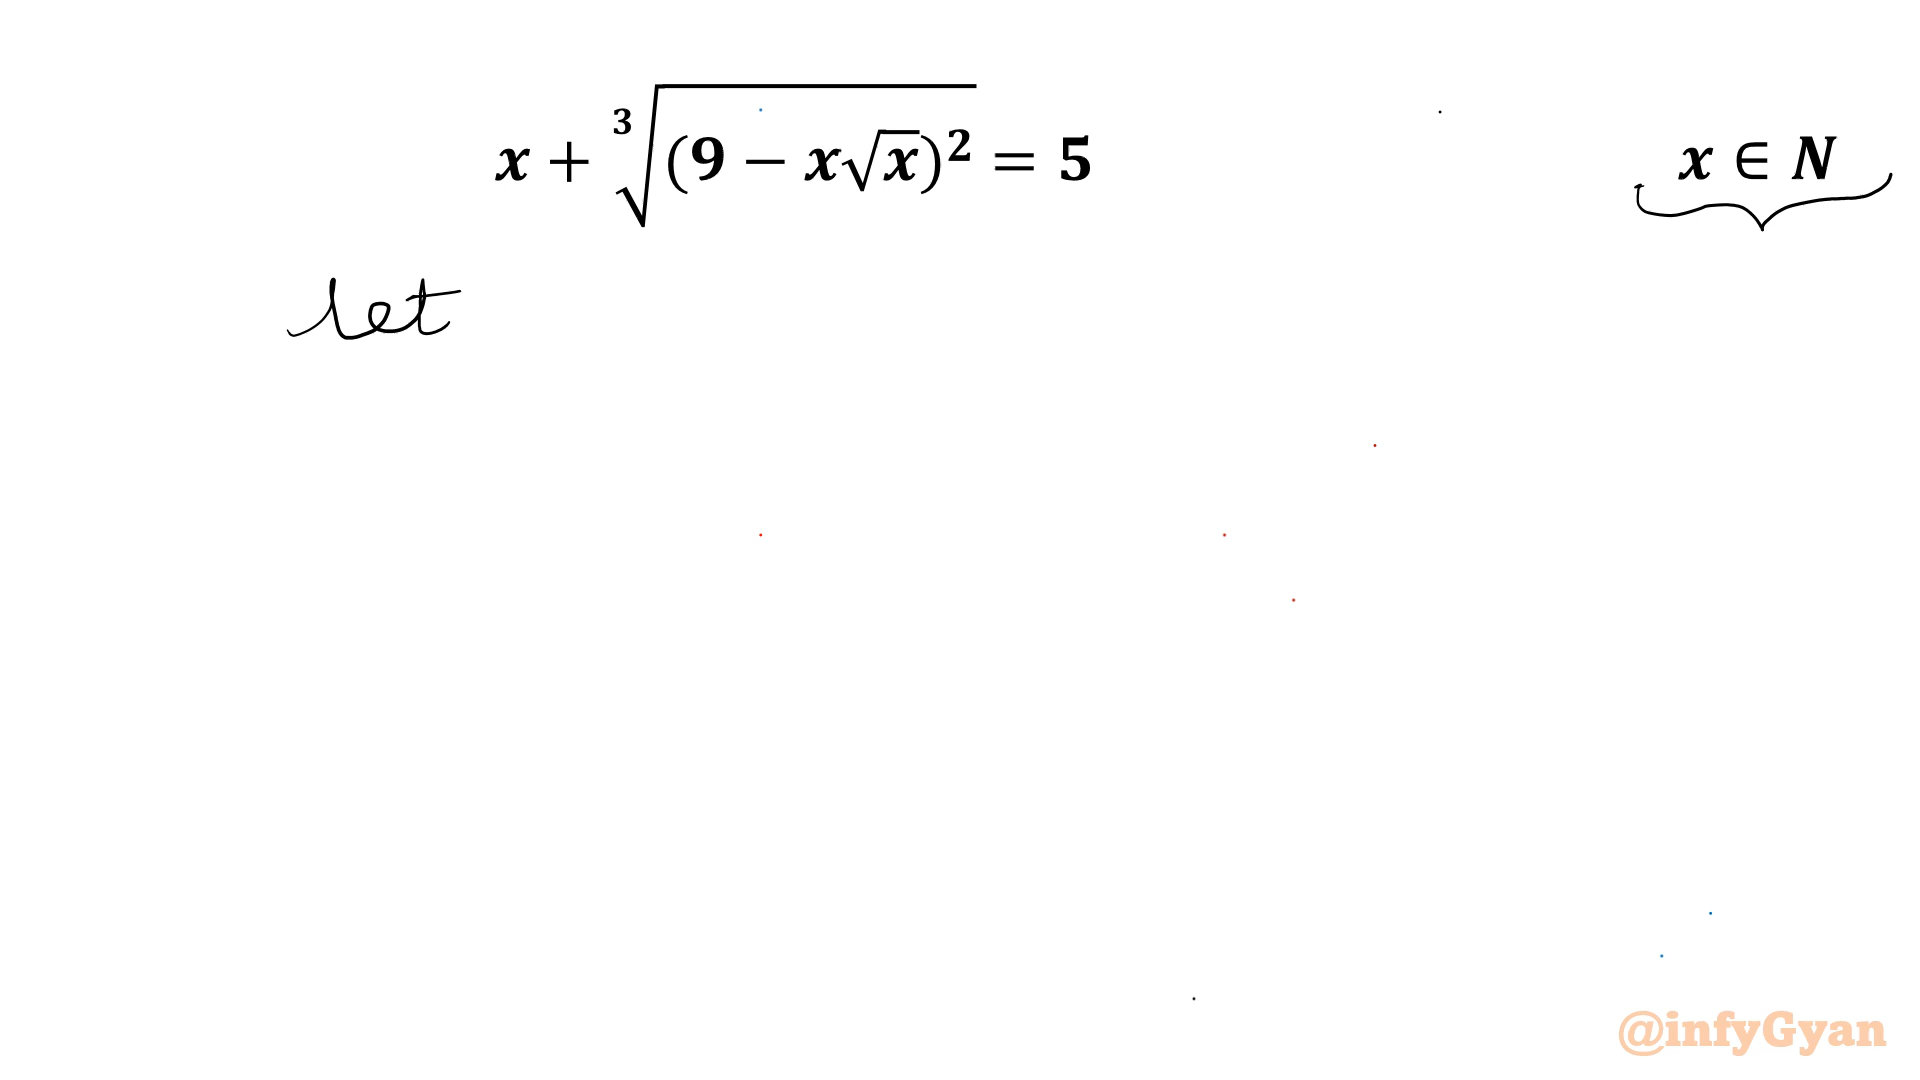 x + ∛(9 − x√x)² = 5
x ∈ N
let
@infyGyan